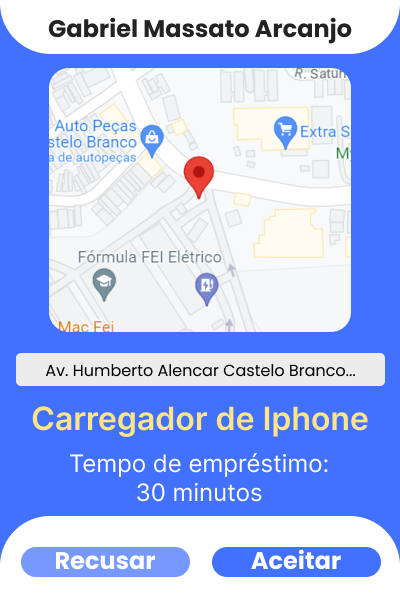 Gabriel Massato Arcanjo
R. Satur
Auto Peças
stelo Branco
a de autopeças
Extra S
My
Fórmula FEI Elétrico
Mac Fei
Av. Humberto Alencar Castelo Branco...
Carregador de Iphone
Tempo de empréstimo:
30 minutos
Recusar
Aceitar